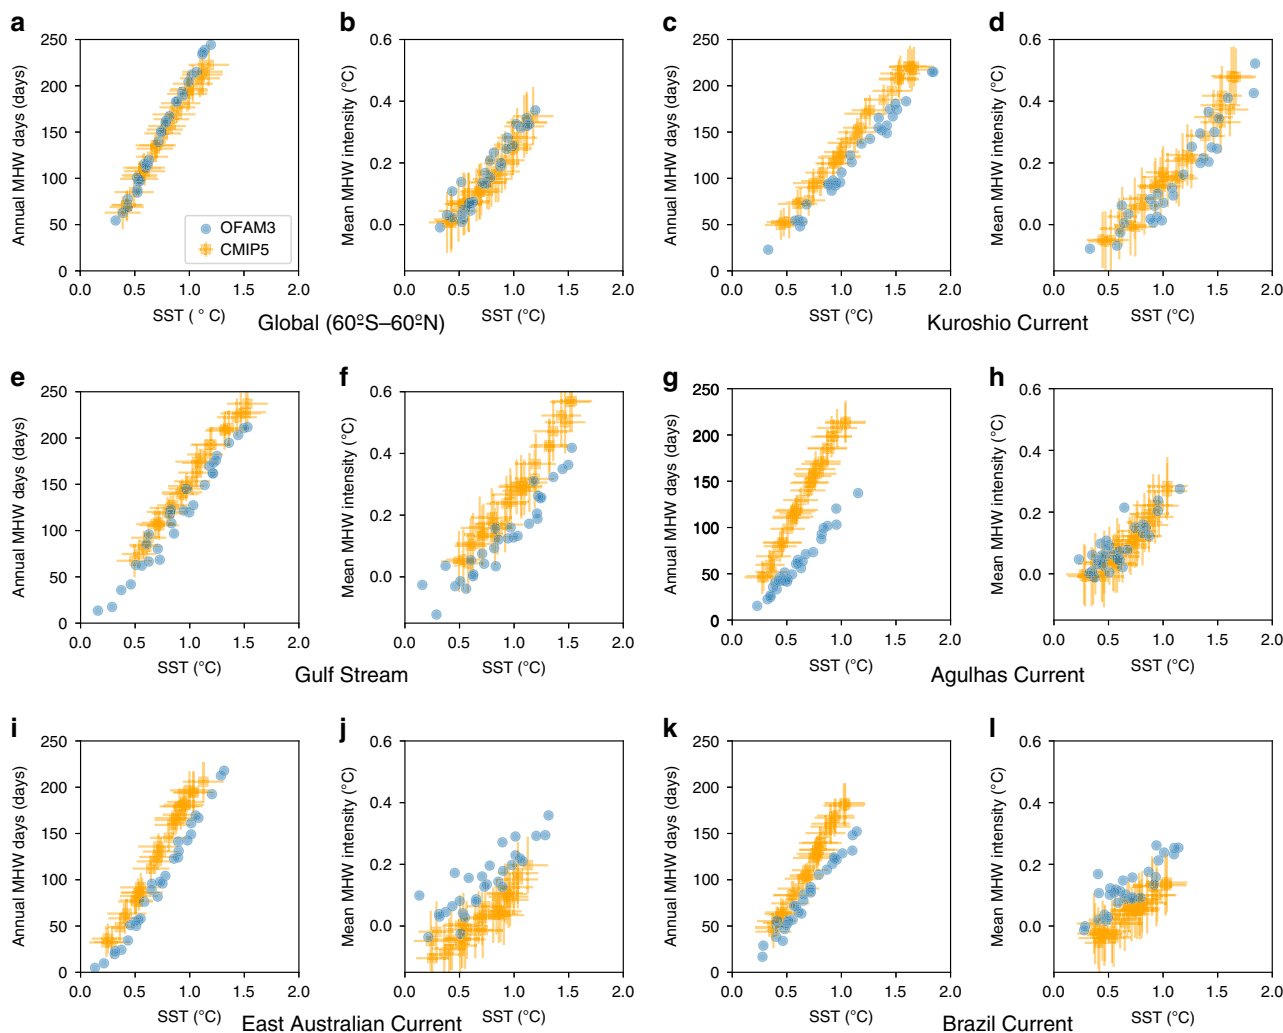 a
Annual MHW days (days)
250
200
150
100
50
0
OFAM3
CMIP5
0.0 0.5 1.0 1.5 2.0
SST ( ° C)
b
Mean MHW intensity (°C)
0.6
0.4
0.2
0.0
0.0 0.5 1.0 1.5 2.0
SST (°C)
Global (60ºS–60ºN)
c
Annual MHW days (days)
250
200
150
100
50
0
0.0 0.5 1.0 1.5 2.0
SST (°C)
d
Mean MHW intensity (°C)
0.6
0.4
0.2
0.0
0.0 0.5 1.0 1.5 2.0
SST (°C)
Kuroshio Current
e
Annual MHW days (days)
250
200
150
100
50
0
0.0 0.5 1.0 1.5 2.0
SST (°C)
f
Mean MHW intensity (°C)
0.6
0.4
0.2
0.0
0.0 0.5 1.0 1.5 2.0
SST (°C)
Gulf Stream
g
Annual MHW days (days)
250
200
150
100
50
0
0.0 0.5 1.0 1.5 2.0
SST (°C)
h
Mean MHW intensity (°C)
0.6
0.4
0.2
0.0
0.0 0.5 1.0 1.5 2.0
SST (°C)
Agulhas Current
i
Annual MHW days (days)
250
200
150
100
50
0
0.0 0.5 1.0 1.5 2.0
SST (°C)
j
Mean MHW intensity (°C)
0.6
0.4
0.2
0.0
0.0 0.5 1.0 1.5 2.0
SST (°C)
East Australian Current
k
Annual MHW days (days)
250
200
150
100
50
0
0.0 0.5 1.0 1.5 2.0
SST (°C)
l
Mean MHW intensity (°C)
0.6
0.4
0.2
0.0
0.0 0.5 1.0 1.5 2.0
SST (°C)
Brazil Current